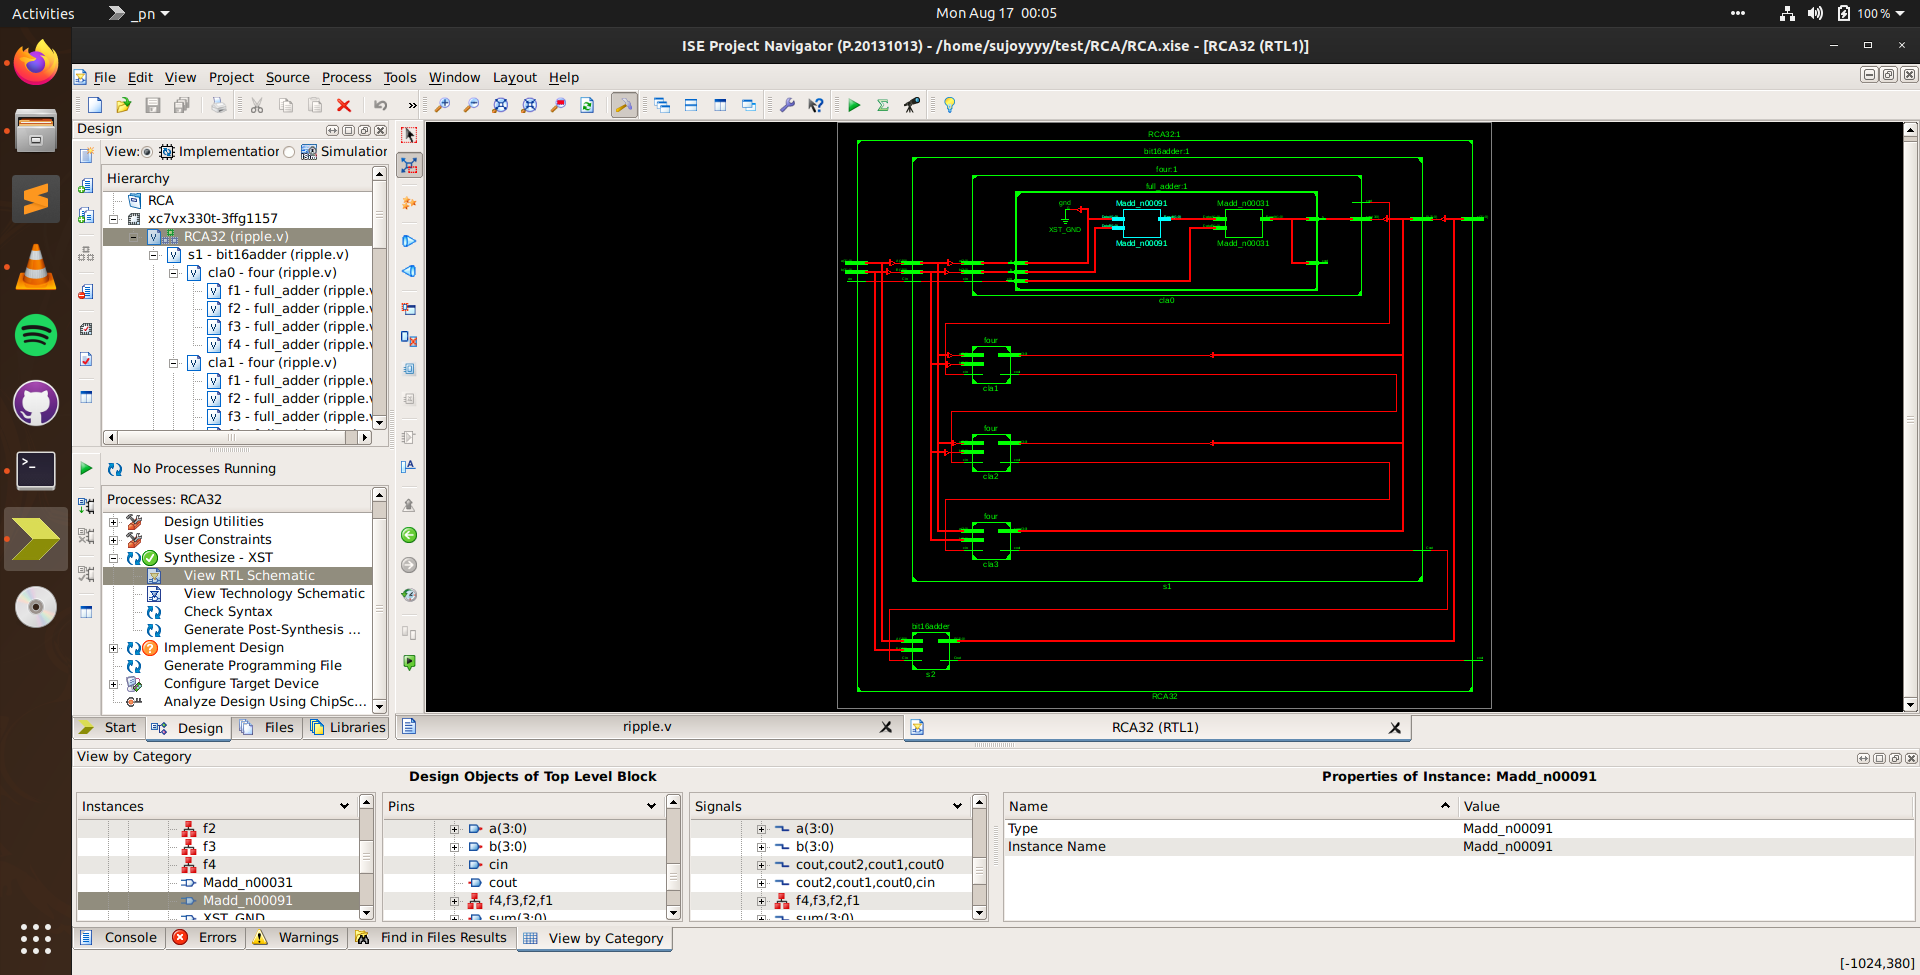 Activities
_pn
Mon Aug 17 00:05
100 %
ISE Project Navigator (P.20131013) - /home/sujoyyyy/test/RCA/RCA.xise - [RCA32 (RTL1)]
File Edit View Project Source Process Tools Window Layout Help
Design
View: Implementation Simulation
Hierarchy
RCA
xc7vx330t-3ffg1157
RCA32 (ripple.v)
s1 - bit16adder (ripple.v)
cla0 - four (ripple.v)
f1 - full_adder (ripple.v
f2 - full_adder (ripple.v
f3 - full_adder (ripple.v
f4 - full_adder (ripple.v
cla1 - four (ripple.v)
f1 - full_adder (ripple.v
f2 - full_adder (ripple.v
f3 - full_adder (ripple.v
No Processes Running
Processes: RCA32
Design Utilities
User Constraints
Synthesize - XST
View RTL Schematic
View Technology Schematic
Check Syntax
Generate Post-Synthesis ...
Implement Design
Generate Programming File
Configure Target Device
Analyze Design Using ChipSc...
Start Design Files Libraries
RCA32:1
bit16adder:1
four:1
full_adder:1
gnd
XST_GND
Madd_n00091
Madd_n00091
Madd_n00031
Madd_n00031
cla0
four
cla1
four
cla2
four
cla3
s1
bit16adder
s2
RCA32
ripple.v
RCA32 (RTL1)
View by Category
Design Objects of Top Level Block
Properties of Instance: Madd_n00091
Instances
f2
f3
f4
Madd_n00031
Madd_n00091
XST_GND
Pins
a(3:0)
b(3:0)
cin
cout
f4,f3,f2,f1
sum(3:0)
Signals
a(3:0)
b(3:0)
cout,cout2,cout1,cout0
cout2,cout1,cout0,cin
f4,f3,f2,f1
sum(3:0)
Name Value
Type Madd_n00091
Instance Name Madd_n00091
Console Errors Warnings Find in Files Results View by Category
[-1024,380]